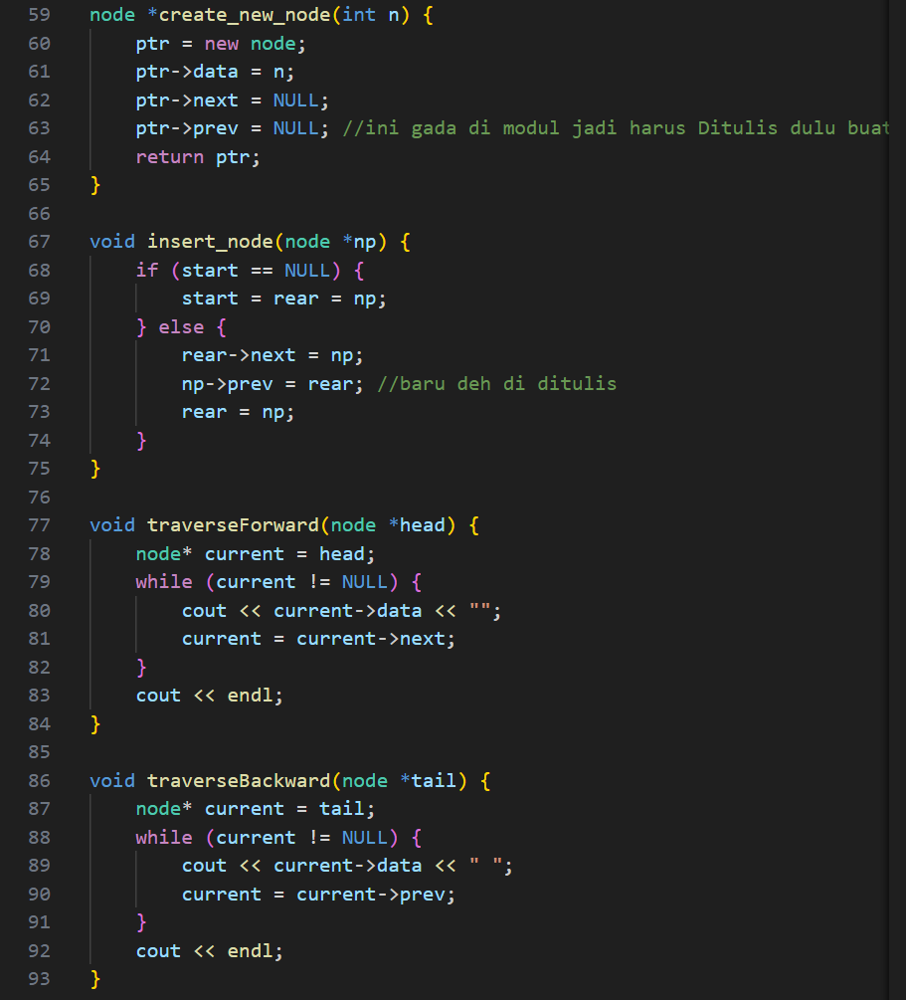 59 node *create_new_node(int n) {
60     ptr = new node;
61     ptr->data = n;
62     ptr->next = NULL;
63     ptr->prev = NULL; //ini gada di modul jadi harus Ditulis dulu buat
64     return ptr;
65 }
66
67 void insert_node(node *np) {
68     if (start == NULL) {
69         start = rear = np;
70     } else {
71         rear->next = np;
72         np->prev = rear; //baru deh di ditulis
73         rear = np;
74     }
75 }
76
77 void traverseForward(node *head) {
78     node* current = head;
79     while (current != NULL) {
80         cout << current->data << "";
81         current = current->next;
82     }
83     cout << endl;
84 }
85
86 void traverseBackward(node *tail) {
87     node* current = tail;
88     while (current != NULL) {
89         cout << current->data << " ";
90         current = current->prev;
91     }
92     cout << endl;
93 }